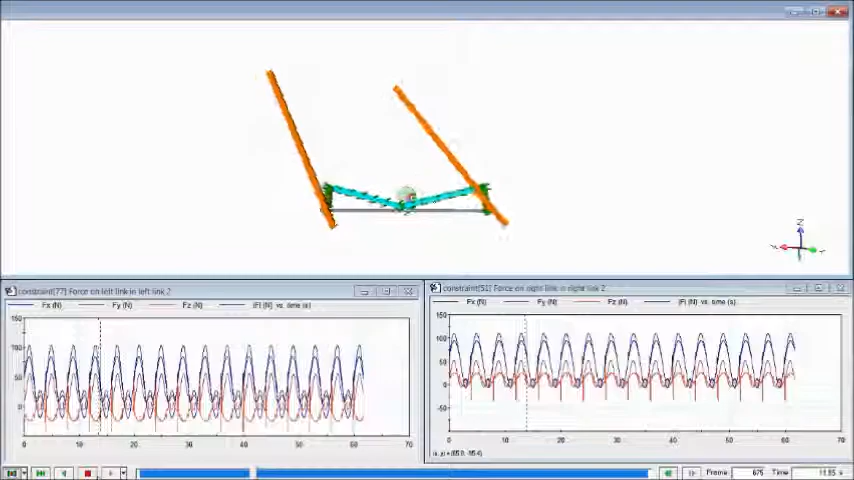 Z
constraint[77] Force on left link in left link 2
Fx (N) Fy (N) Fz (N) |F| (N) vs. time (s)
150
100
50
0
0 10 20 30 40 50 60 70
constraint[51] Force on right link in right link 2
Fx (N) Fy (N) Fz (N) |F| (N) vs. time (s)
150
100
50
0
-50
0 10 20 30 40 50 60 70
Frame 675 Time